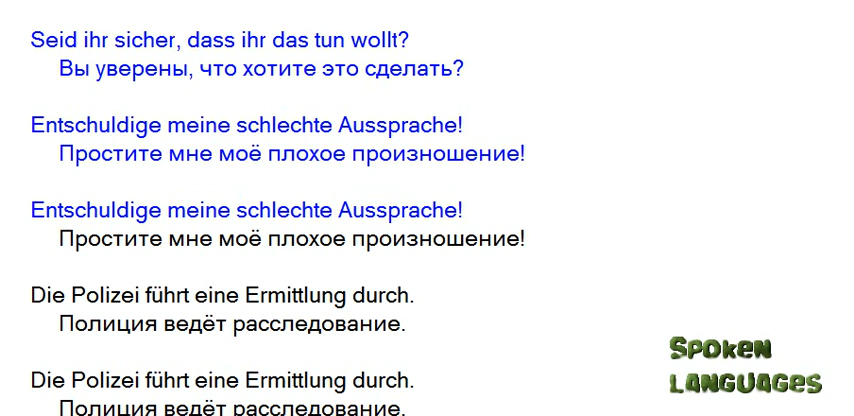 Seid ihr sicher, dass ihr das tun wollt?
Вы уверены, что хотите это сделать?
Entschuldige meine schlechte Aussprache!
Простите мне моё плохое произношение!
Entschuldige meine schlechte Aussprache!
Простите мне моё плохое произношение!
Die Polizei führt eine Ermittlung durch.
Полиция ведёт расследование.
Die Polizei führt eine Ermittlung durch.
Полиция ведёт расследование.
Spoken
Languages